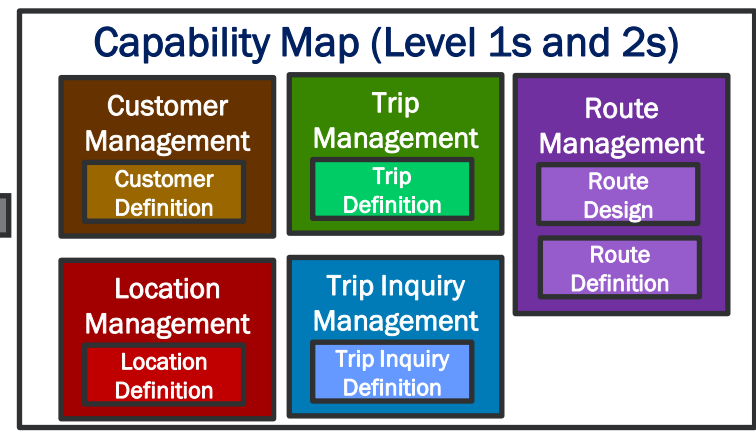 Capability Map (Level 1s and 2s)
Customer
Management
Customer
Definition
Trip
Management
Trip
Definition
Route
Management
Route
Design
Route
Definition
Location
Management
Location
Definition
Trip Inquiry
Management
Trip Inquiry
Definition